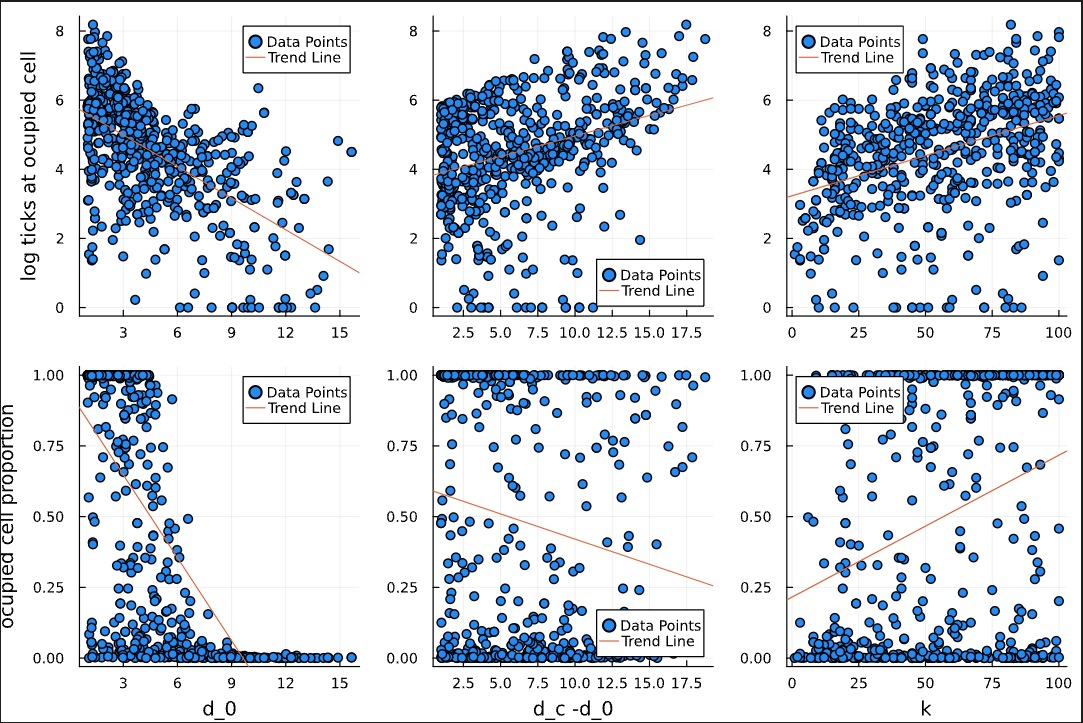 log ticks at ocupied cell
8
6
4
2
0
Data Points
Trend Line
3 6 9 12 15
8
6
4
2
0
Data Points
Trend Line
2.5 5.0 7.5 10.0 12.5 15.0 17.5
8
6
4
2
0
Data Points
Trend Line
0 25 50 75 100
ocupied cell proportion
1.00
0.75
0.50
0.25
0.00
Data Points
Trend Line
3 6 9 12 15
d_0
1.00
0.75
0.50
0.25
0.00
Data Points
Trend Line
2.5 5.0 7.5 10.0 12.5 15.0 17.5
d_c -d_0
1.00
0.75
0.50
0.25
0.00
Data Points
Trend Line
0 25 50 75 100
k